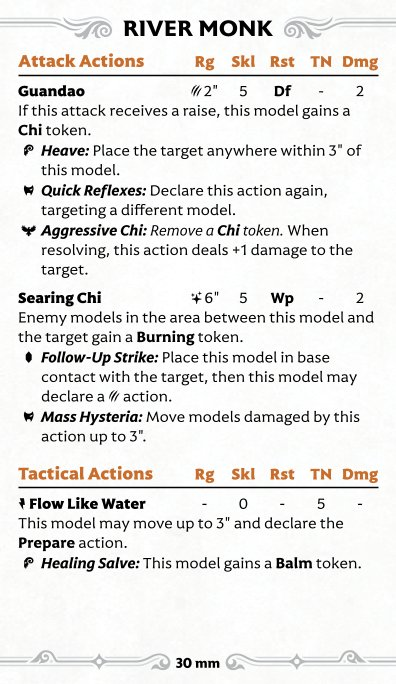 RIVER MONK
Attack Actions Rg Skl Rst TN Dmg
Guandao 2" 5 Df - 2
If this attack receives a raise, this model gains a
Chi token.
Heave: Place the target anywhere within 3" of
this model.
Quick Reflexes: Declare this action again,
targeting a different model.
Aggressive Chi: Remove a Chi token. When
resolving, this action deals +1 damage to the
target.
Searing Chi 6" 5 Wp - 2
Enemy models in the area between this model and
the target gain a Burning token.
Follow-Up Strike: Place this model in base
contact with the target, then this model may
declare a action.
Mass Hysteria: Move models damaged by this
action up to 3".
Tactical Actions Rg Skl Rst TN Dmg
Flow Like Water - 0 - 5 -
This model may move up to 3" and declare the
Prepare action.
Healing Salve: This model gains a Balm token.
30 mm